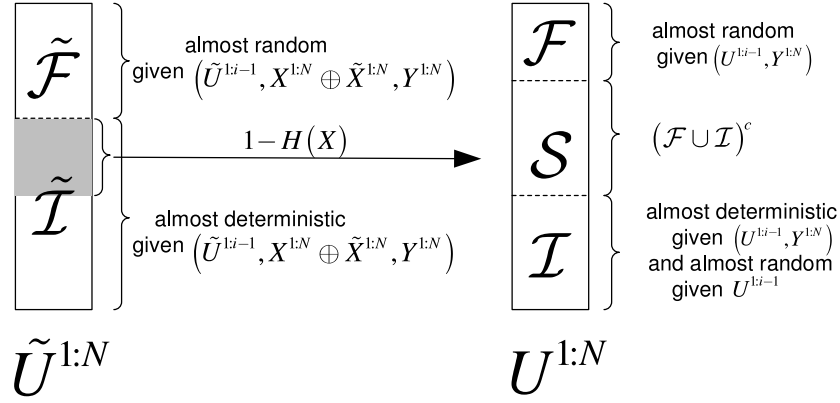 𝓕̃
almost random
given (Ũ^{1:i−1}, X^{1:N} ⊕ X̃^{1:N}, Y^{1:N})
1−H(X)
𝓘̃
almost deterministic
given (Ũ^{1:i−1}, X^{1:N} ⊕ X̃^{1:N}, Y^{1:N})
Ũ^{1:N}
𝓕
almost random
given (U^{1:i−1}, Y^{1:N})
𝓢
(𝓕 ∪ 𝓘)^c
𝓘
almost deterministic
given (U^{1:i−1}, Y^{1:N})
and almost random
given U^{1:i−1}
U^{1:N}